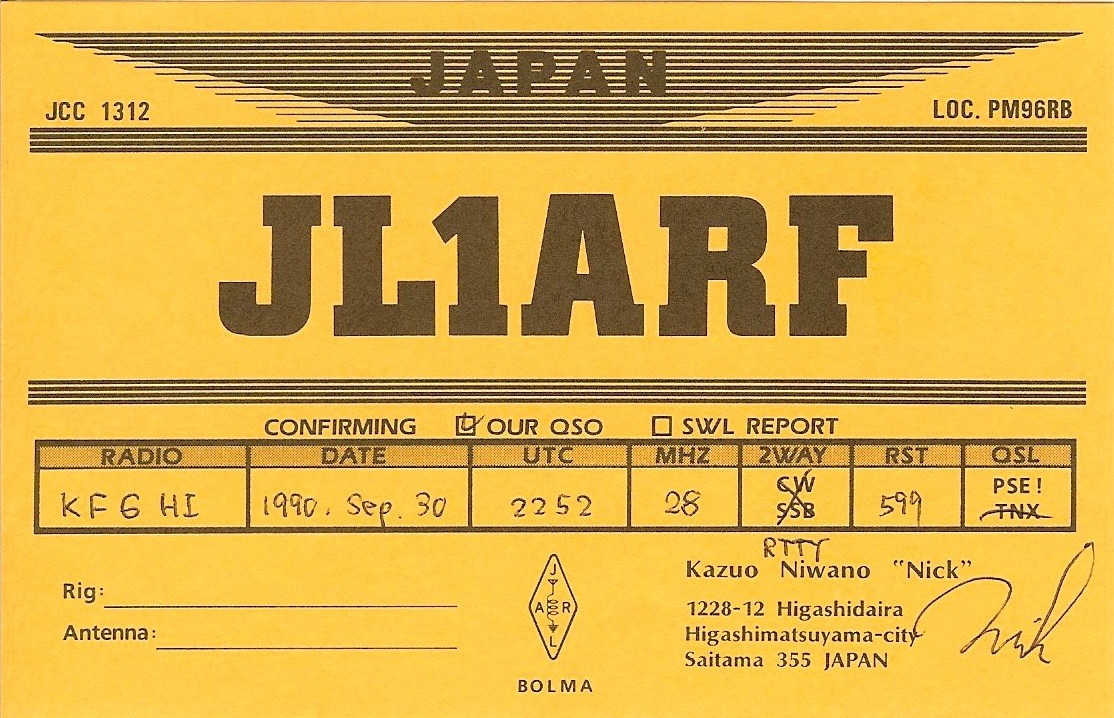 JAPAN
JCC 1312 LOC. PM96RB
JL1ARF
CONFIRMING ☑ OUR QSO ☐ SWL REPORT
RADIO DATE UTC MHZ 2WAY RST QSL
KF6HI 1990. Sep. 30 2252 28 CW SSB 599 PSE! TNX
RTTY
Kazuo Niwano "Nick"
Rig:
1228-12 Higashidaira
Antenna:
Higashimatsuyama-city
Saitama 355 JAPAN
Nick
J
A R
L
BOLMA